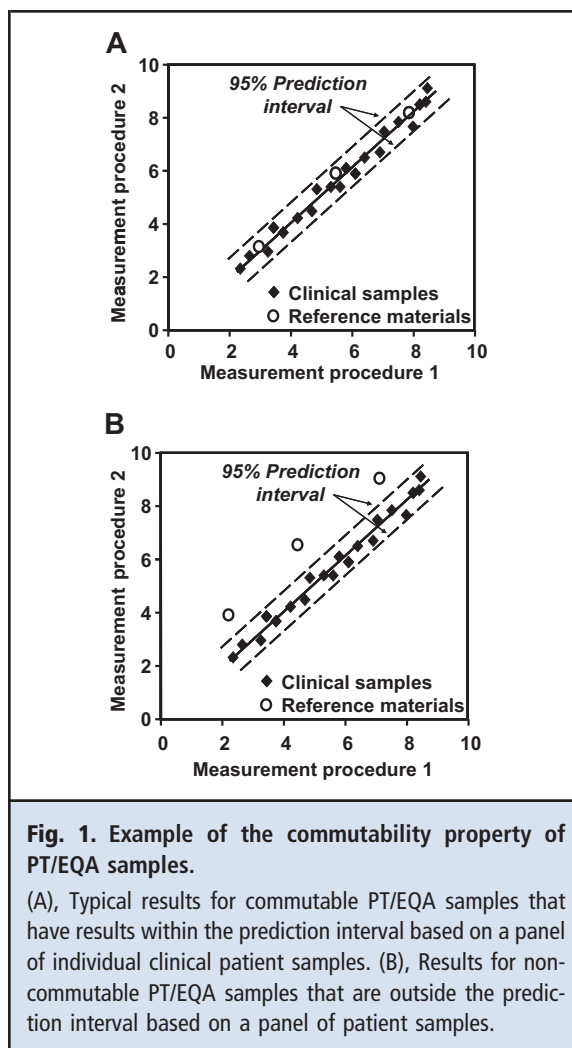 A
Measurement procedure 2
10
8
6
4
2
0
95% Prediction
interval
Clinical samples
Reference materials
0 2 4 6 8 10
Measurement procedure 1
B
Measurement procedure 2
10
8
6
4
2
0
95% Prediction
interval
Clinical samples
Reference materials
0 2 4 6 8 10
Measurement procedure 1
Fig. 1. Example of the commutability property of
PT/EQA samples.
(A), Typical results for commutable PT/EQA samples that
have results within the prediction interval based on a panel
of individual clinical patient samples. (B), Results for non-
commutable PT/EQA samples that are outside the predic-
tion interval based on a panel of patient samples.